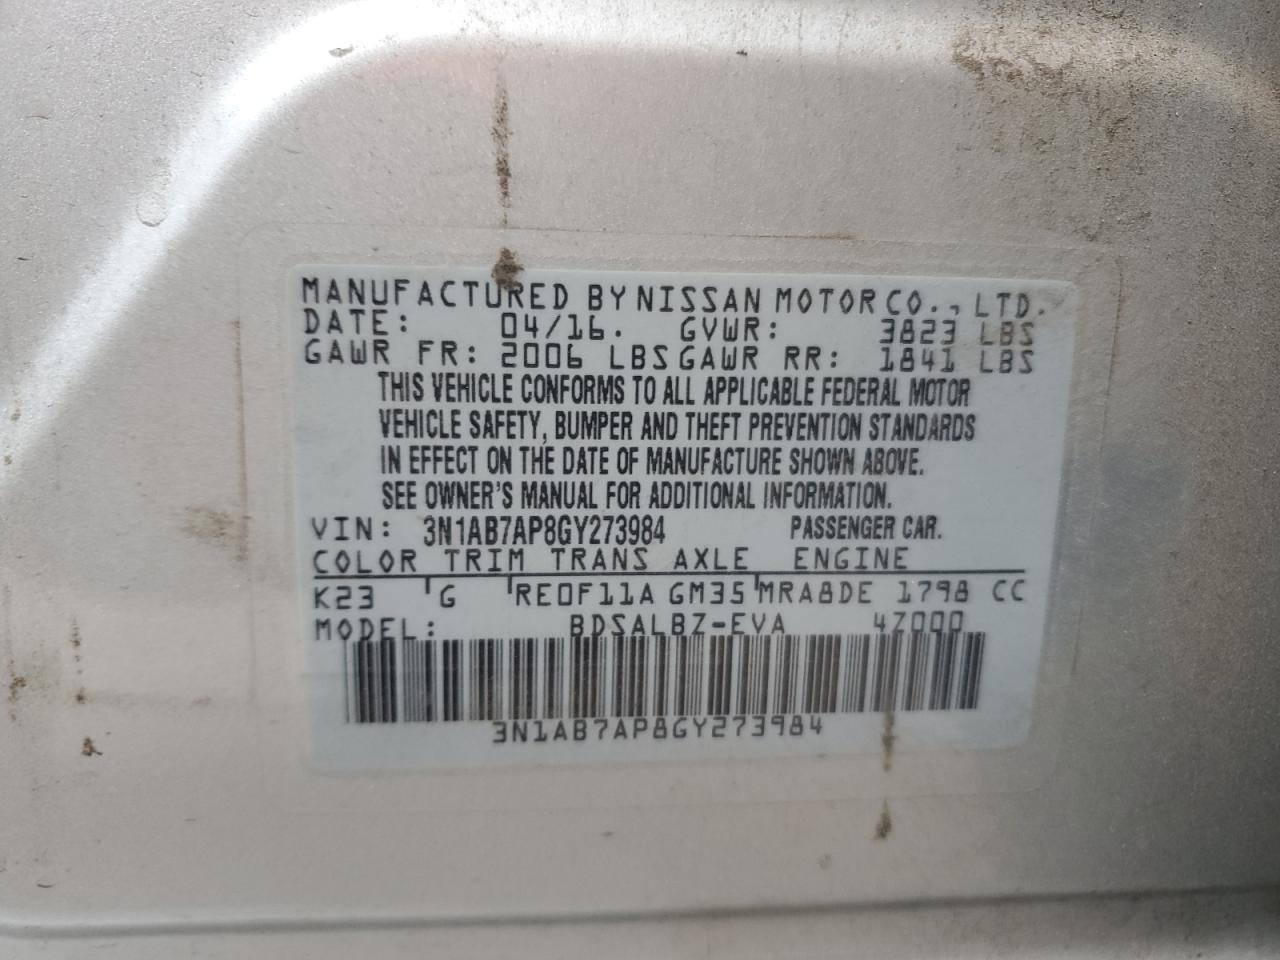 MANUFACTURED BY NISSAN MOTOR CO., LTD.
DATE: 04/16. GVWR: 3823 LBS
GAWR FR: 2006 LBS GAWR RR: 1841 LBS
THIS VEHICLE CONFORMS TO ALL APPLICABLE FEDERAL MOTOR
VEHICLE SAFETY, BUMPER AND THEFT PREVENTION STANDARDS
IN EFFECT ON THE DATE OF MANUFACTURE SHOWN ABOVE.
SEE OWNER'S MANUAL FOR ADDITIONAL INFORMATION.
VIN: 3N1AB7AP8GY273984 PASSENGER CAR.
COLOR TRIM TRANS AXLE ENGINE
K23 G RE0F11A GM35 MRA8DE 1798 CC
MODEL: BDSALBZ-EVA 4Z000
3N1AB7AP8GY273984